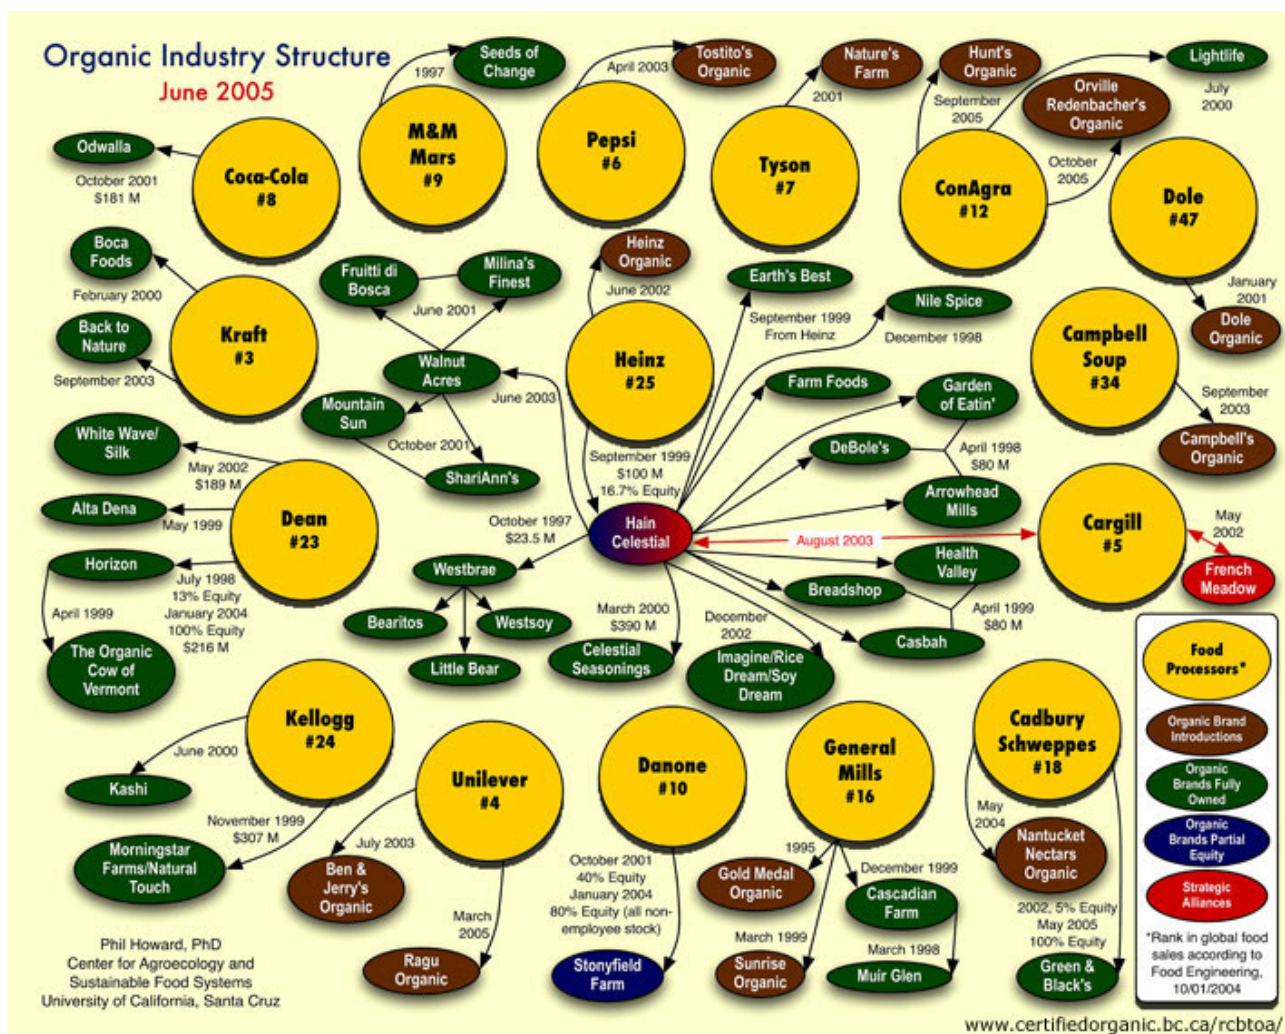 Organic Industry Structure
June 2005
Seeds of
Change
1997
M&M
Mars
#9
April 2003
Tostito's
Organic
Pepsi
#6
Nature's
Farm
2001
Tyson
#7
Hunt's
Organic
September
2005
Orville
Redenbacher's
Organic
October
2005
Lightlife
July
2000
ConAgra
#12
Dole
#47
January
2001
Dole
Organic
Odwalla
October 2001
$181 M
Coca-Cola
#8
Boca
Foods
February 2000
Back to
Nature
September 2003
Kraft
#3
Fruitti di
Bosca
Milina's
Finest
June 2001
Walnut
Acres
June 2003
Mountain
Sun
October 2001
ShariAnn's
Heinz
Organic
June 2002
Heinz
#25
September 1999
$100 M
16.7% Equity
Hain
Celestial
Earth's Best
September 1999
From Heinz
Nile Spice
December 1998
Farm Foods
Garden
of Eatin'
DeBole's
April 1998
$80 M
Arrowhead
Mills
Campbell
Soup
#34
September
2003
Campbell's
Organic
August 2003
Cargill
#5
May
2002
French
Meadow
White Wave/
Silk
May 2002
$189 M
Alta Dena
May 1999
Dean
#23
Horizon
July 1998
13% Equity
January 2004
100% Equity
$216 M
April 1999
The Organic
Cow of
Vermont
October 1997
$23.5 M
Westbrae
Bearitos
Westsoy
Little Bear
March 2000
$390 M
Celestial
Seasonings
December
2002
Imagine/Rice
Dream/Soy
Dream
Health
Valley
Breadshop
April 1999
$80 M
Casbah
Kellogg
#24
June 2000
Kashi
November 1999
$307 M
Morningstar
Farms/Natural
Touch
Unilever
#4
July 2003
Ben &
Jerry's
Organic
March
2005
Ragu
Organic
Danone
#10
October 2001
40% Equity
January 2004
80% Equity (all non-
employee stock)
Stonyfield
Farm
General
Mills
#16
1995
Gold Medal
Organic
December 1999
Cascadian
Farm
March 1999
Sunrise
Organic
March 1998
Muir Glen
Cadbury
Schweppes
#18
May
2004
Nantucket
Nectars
Organic
2002, 5% Equity
May 2005
100% Equity
Green &
Black's
Food
Processors*
Organic Brand
Introductions
Organic
Brands Fully
Owned
Organic
Brands Partial
Equity
Strategic
Alliances
*Rank in global food
sales according to
Food Engineering,
10/01/2004
Phil Howard, PhD
Center for Agroecology and
Sustainable Food Systems
University of California, Santa Cruz
www.certifiedorganic.bc.ca/rcbtoa/